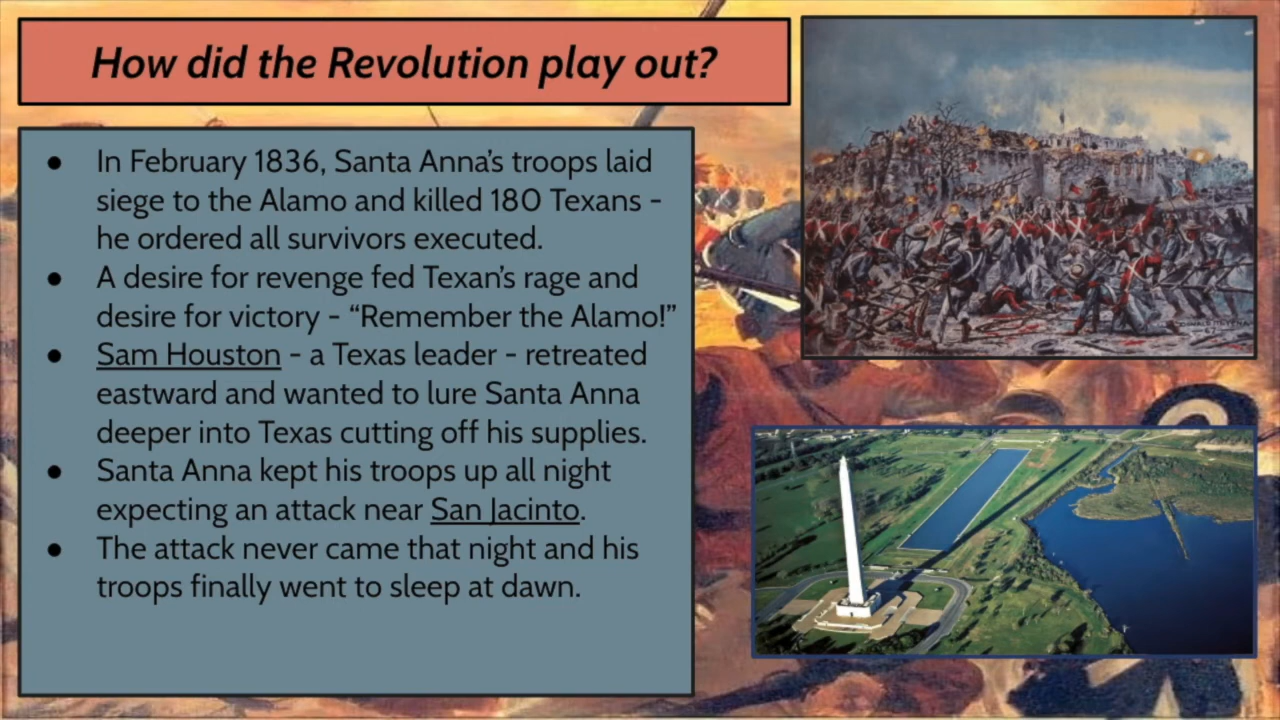 How did the Revolution play out?
● In February 1836, Santa Anna's troops laid
siege to the Alamo and killed 180 Texans -
he ordered all survivors executed.
● A desire for revenge fed Texan's rage and
desire for victory - “Remember the Alamo!”
● Sam Houston - a Texas leader - retreated
eastward and wanted to lure Santa Anna
deeper into Texas cutting off his supplies.
● Santa Anna kept his troops up all night
expecting an attack near San Jacinto.
● The attack never came that night and his
troops finally went to sleep at dawn.